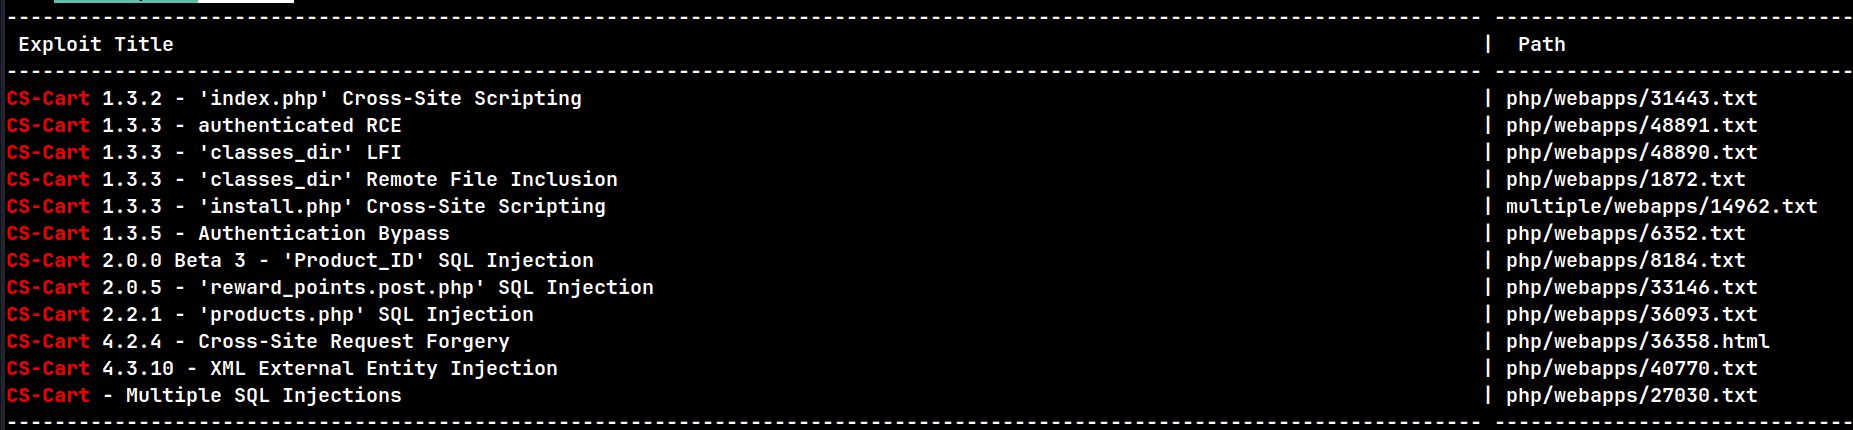 Exploit Title | Path
CS-Cart 1.3.2 - 'index.php' Cross-Site Scripting | php/webapps/31443.txt
CS-Cart 1.3.3 - authenticated RCE | php/webapps/48891.txt
CS-Cart 1.3.3 - 'classes_dir' LFI | php/webapps/48890.txt
CS-Cart 1.3.3 - 'classes_dir' Remote File Inclusion | php/webapps/1872.txt
CS-Cart 1.3.3 - 'install.php' Cross-Site Scripting | multiple/webapps/14962.txt
CS-Cart 1.3.5 - Authentication Bypass | php/webapps/6352.txt
CS-Cart 2.0.0 Beta 3 - 'Product_ID' SQL Injection | php/webapps/8184.txt
CS-Cart 2.0.5 - 'reward_points.post.php' SQL Injection | php/webapps/33146.txt
CS-Cart 2.2.1 - 'products.php' SQL Injection | php/webapps/36093.txt
CS-Cart 4.2.4 - Cross-Site Request Forgery | php/webapps/36358.html
CS-Cart 4.3.10 - XML External Entity Injection | php/webapps/40770.txt
CS-Cart - Multiple SQL Injections | php/webapps/27030.txt